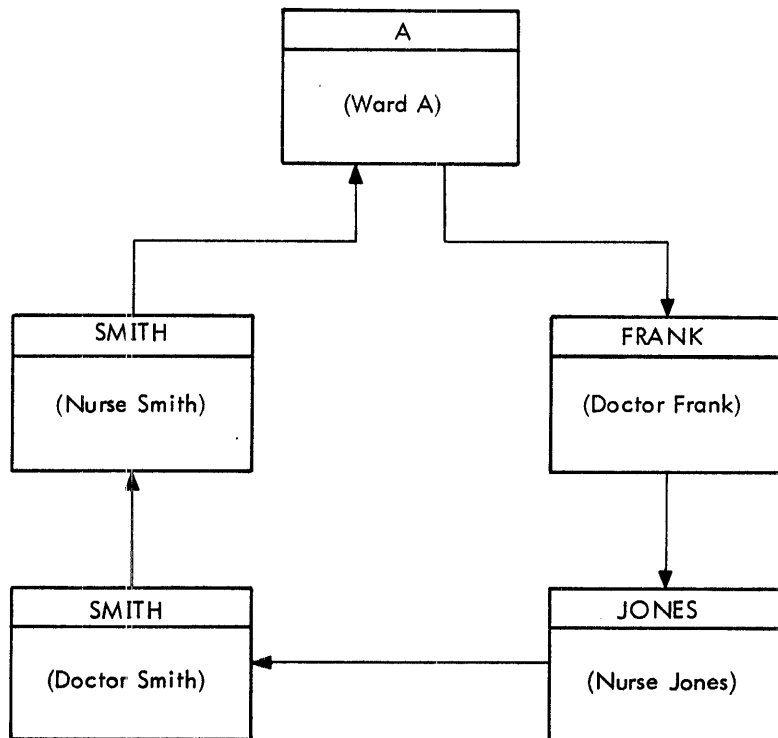 A
(Ward A)
SMITH
FRANK
(Nurse Smith)
(Doctor Frank)
SMITH
JONES
(Doctor Smith)
(Nurse Jones)